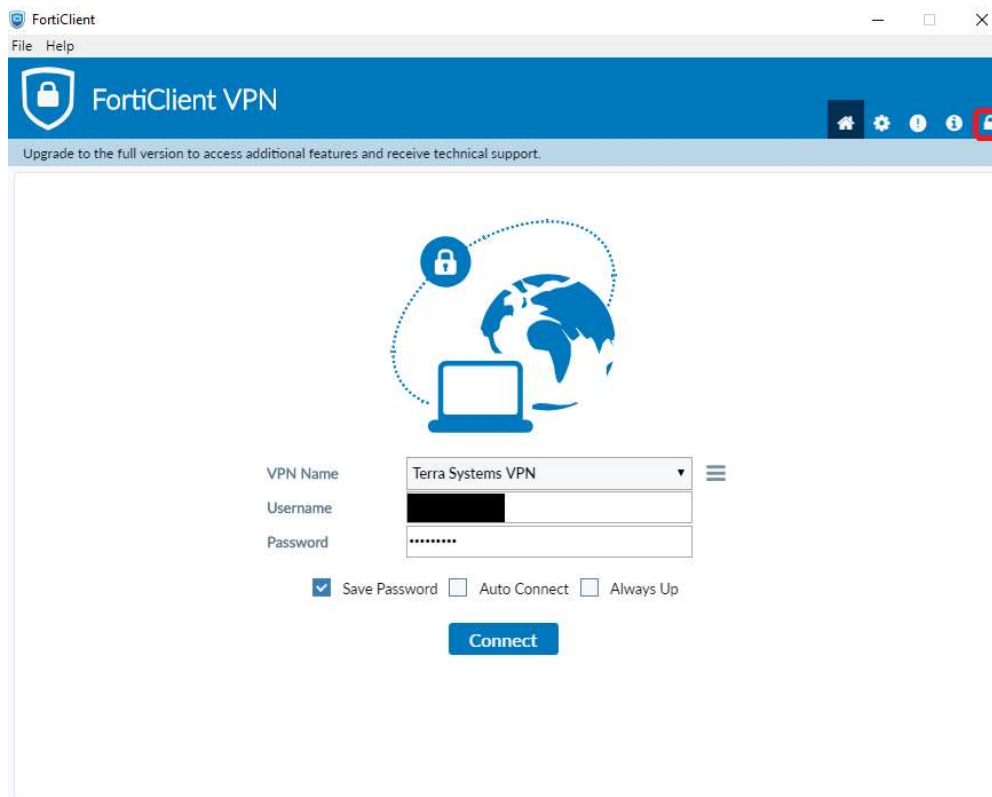 FortiClient
File Help
FortiClient VPN
Upgrade to the full version to access additional features and receive technical support.
VPN Name Terra Systems VPN
Username
Password •••••••••
Save Password Auto Connect Always Up
Connect